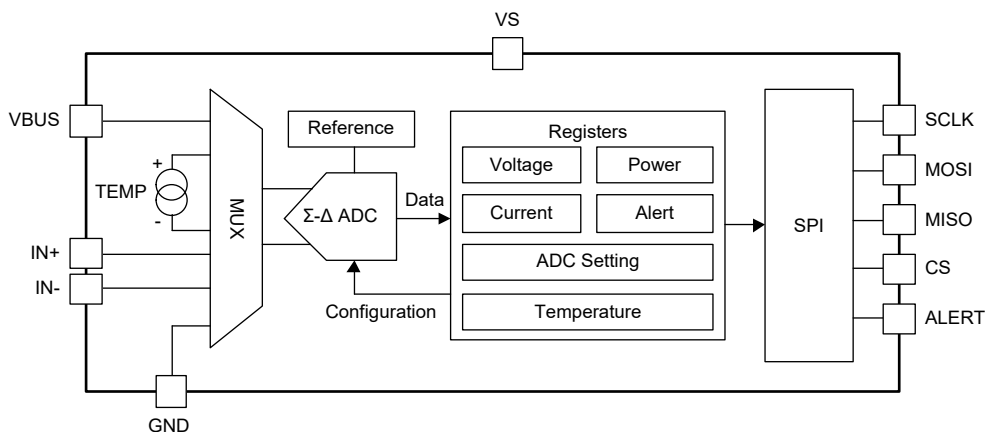 VS
VBUS
+
TEMP
-
IN+
IN-
GND
MUX
Reference
Σ-Δ ADC
Data
Configuration
Registers
Voltage
Power
Current
Alert
ADC Setting
Temperature
SPI
SCLK
MOSI
MISO
CS
ALERT